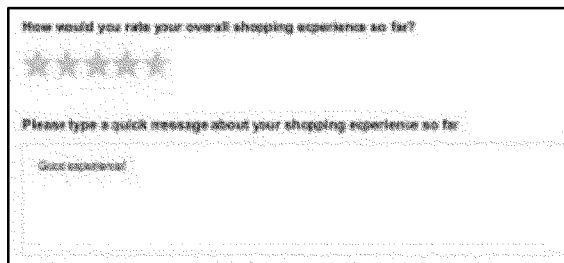 How would you rate your overall shopping experience so far?
Please type a quick message about your shopping experience so far
Great experience!